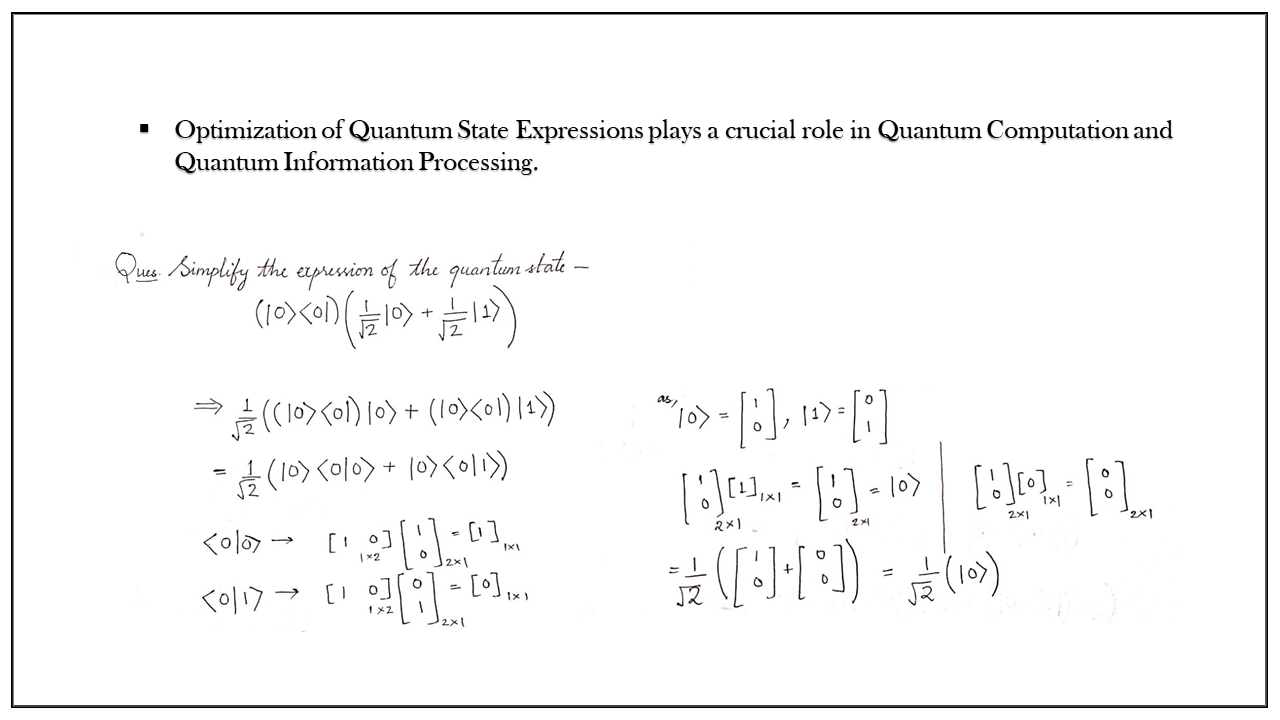 ▪ Optimization of Quantum State Expressions plays a crucial role in Quantum Computation and
Quantum Information Processing.
Ques. Simplify the expression of the quantum state –
(|0⟩⟨0|)(1/√2 |0⟩ + 1/√2 |1⟩)
⇒ 1/√2 ((|0⟩⟨0|)|0⟩ + (|0⟩⟨0|)|1⟩)
= 1/√2 (|0⟩⟨0|0⟩ + |0⟩⟨0|1⟩)
⟨0|0⟩ → [1 0]1×2 [1 0]2×1 = [1]1×1
⟨0|1⟩ → [1 0]1×2 [0 1]2×1 = [0]1×1
as, |0⟩ = [1 0], |1⟩ = [0 1]
[1 0]2×1 [1]1×1 = [1 0]2×1 = |0⟩
[1 0]2×1 [0]1×1 = [0 0]2×1
= 1/√2 ([1 0] + [0 0]) = 1/√2 (|0⟩)